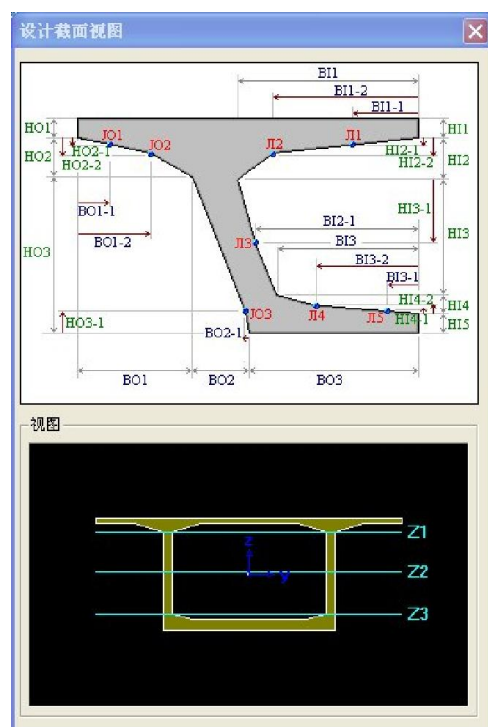 设计截面视图
BI1
BI1-2
BI1-1
HO1
JO1
JO2
JI2
JI1
HI1
HO2
HO2-1
HO2-2
HI2-1
HI2-2
HI2
BO1-1
BO1-2
HI3-1
BI2-1
BI3
HI3
HO3
JI3
BI3-2
BI3-1
HI4-2
HI4
HO3-1
JO3
JI4
JI5
HI4-1
HI5
BO2-1
BO1
BO2
BO3
视图
Z1
z
Z2
y
Z3